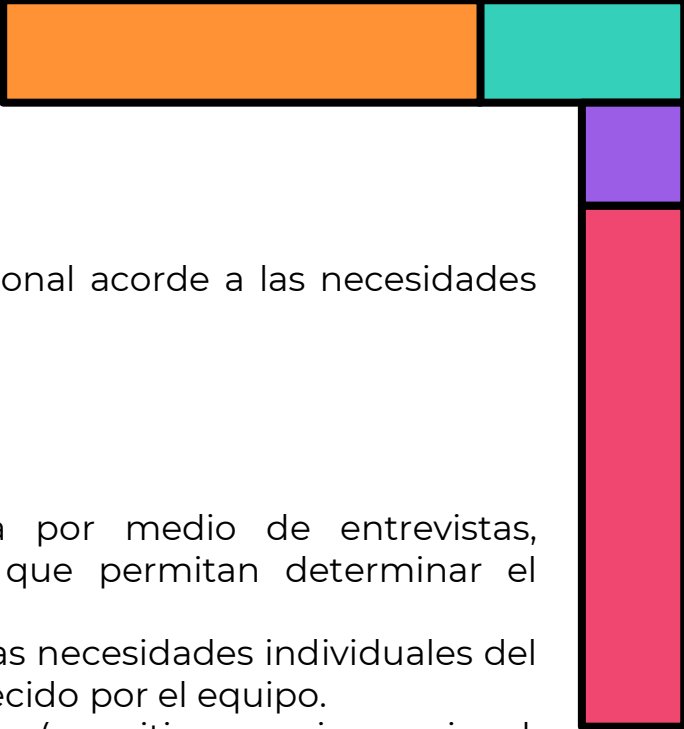 onal acorde a las necesidades
a por medio de entrevistas,
que permitan determinar el
as necesidades individuales del
ecido por el equipo.